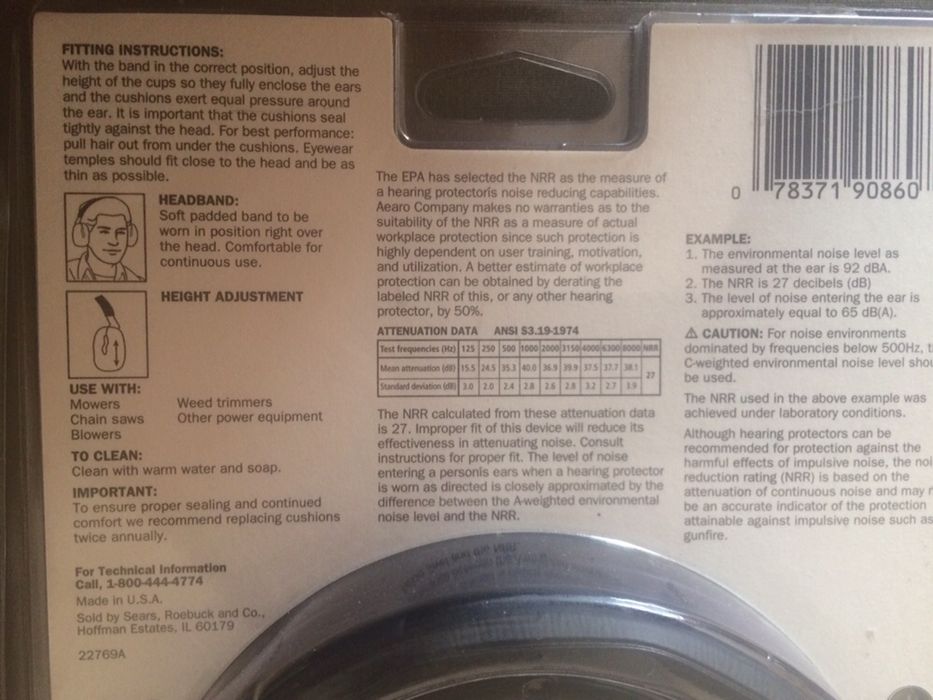 FITTING INSTRUCTIONS:
With the band in the correct position, adjust the
height of the cups so they fully enclose the ears
and the cushions exert equal pressure around
the ear. It is important that the cushions seal
tightly against the head. For best performance:
pull hair out from under the cushions. Eyewear
temples should fit close to the head and be as
thin as possible.
HEADBAND:
Soft padded band to be
worn in position right over
the head. Comfortable for
continuous use.
HEIGHT ADJUSTMENT
USE WITH:
Mowers
Chain saws
Blowers
Weed trimmers
Other power equipment
TO CLEAN:
Clean with warm water and soap.
IMPORTANT:
To ensure proper sealing and continued
comfort we recommend replacing cushions
twice annually.
For Technical Information
Call, 1-800-444-4774
Made in U.S.A.
Sold by Sears, Roebuck and Co.,
Hoffman Estates, IL 60179
22769A
The EPA has selected the NRR as the measure of
a hearing protectorís noise reducing capabilities.
Aearo Company makes no warranties as to the
suitability of the NRR as a measure of actual
workplace protection since such protection is
highly dependent on user training, motivation,
and utilization. A better estimate of workplace
protection can be obtained by derating the
labeled NRR of this, or any other hearing
protector, by 50%.
ATTENUATION DATA ANSI S3.19-1974
Test frequencies (Hz) 125 250 500 1000 2000 3150 4000 6300 8000 NRR
Mean attenuation (dB) 15.5 24.5 35.3 40.0 36.9 39.9 37.5 37.7 38.1
27
Standard deviation (dB) 3.0 2.0 2.4 2.8 2.6 2.8 3.2 2.7 3.9
The NRR calculated from these attenuation data
is 27. Improper fit of this device will reduce its
effectiveness in attenuating noise. Consult
instructions for proper fit. The level of noise
entering a personís ears when a hearing protector
is worn as directed is closely approximated by the
difference between the A-weighted environmental
noise level and the NRR.
0 78371 90860
EXAMPLE:
1. The environmental noise level as
measured at the ear is 92 dBA.
2. The NRR is 27 decibels (dB)
3. The level of noise entering the ear is
approximately equal to 65 dB(A).
⚠ CAUTION: For noise environments
dominated by frequencies below 500Hz, t
C-weighted environmental noise level shou
be used.
The NRR used in the above example was
achieved under laboratory conditions.
Although hearing protectors can be
recommended for protection against the
harmful effects of impulsive noise, the noi
reduction rating (NRR) is based on the
attenuation of continuous noise and may n
be an accurate indicator of the protection
attainable against impulsive noise such as
gunfire.